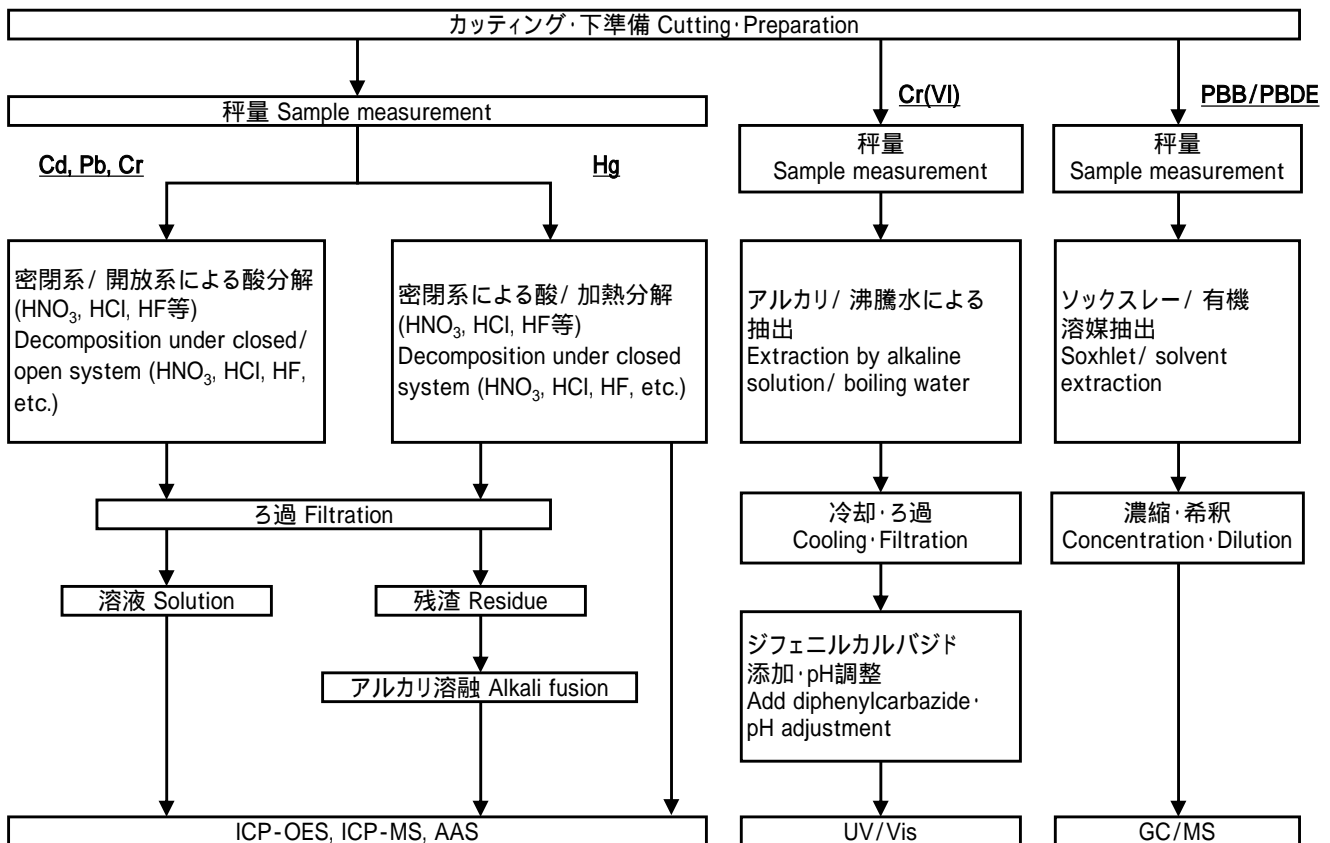 カッティング・下準備 Cutting・Preparation
秤量 Sample measurement
Cd, Pb, Cr
Hg
Cr(VI)
PBB/PBDE
秤量
Sample measurement
秤量
Sample measurement
密閉系/ 開放系による酸分解
(HNO₃, HCl, HF等)
Decomposition under closed/
open system (HNO₃, HCl, HF,
etc.)
密閉系による酸/ 加熱分解
(HNO₃, HCl, HF等)
Decomposition under closed
system (HNO₃, HCl, HF, etc.)
アルカリ/ 沸騰水による
抽出
Extraction by alkaline
solution/ boiling water
ソックスレー/ 有機
溶媒抽出
Soxhlet/ solvent
extraction
ろ過 Filtration
冷却・ろ過
Cooling・Filtration
濃縮・希釈
Concentration・Dilution
溶液 Solution
残渣 Residue
アルカリ溶融 Alkali fusion
ジフェニルカルバジド
添加・pH調整
Add diphenylcarbazide・
pH adjustment
ICP-OES, ICP-MS, AAS
UV/Vis
GC/MS